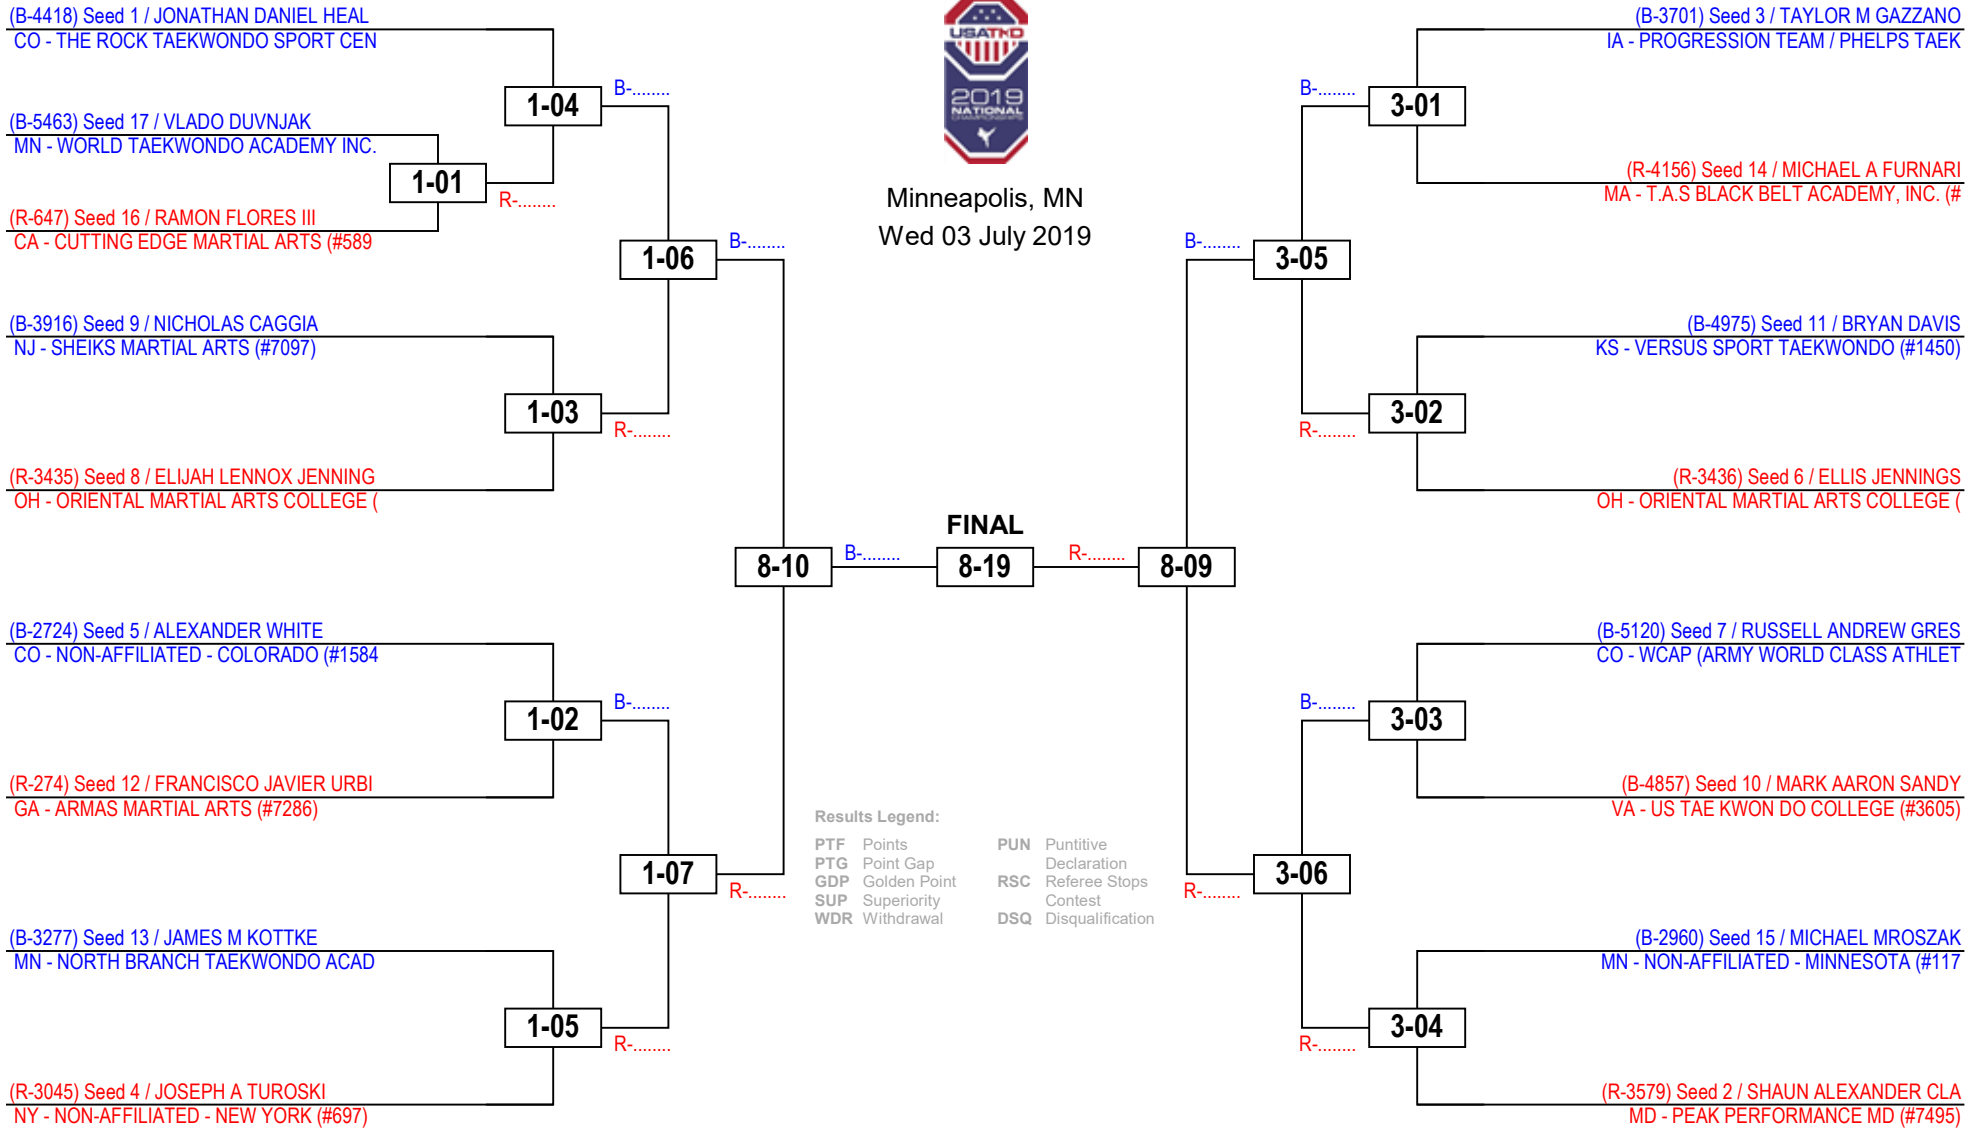 (B-4418) Seed 1 / JONATHAN DANIEL HEAL
CO - THE ROCK TAEKWONDO SPORT CEN
1-04
B-........
(B-5463) Seed 17 / VLADO DUVNJAK
MN - WORLD TAEKWONDO ACADEMY INC.
1-01
R-........
(R-647) Seed 16 / RAMON FLORES III
CA - CUTTING EDGE MARTIAL ARTS (#589
1-06
B-........
(B-3916) Seed 9 / NICHOLAS CAGGIA
NJ - SHEIKS MARTIAL ARTS (#7097)
1-03
R-........
(R-3435) Seed 8 / ELIJAH LENNOX JENNING
OH - ORIENTAL MARTIAL ARTS COLLEGE (
8-10
B-........
(B-2724) Seed 5 / ALEXANDER WHITE
CO - NON-AFFILIATED - COLORADO (#1584
1-02
B-........
(R-274) Seed 12 / FRANCISCO JAVIER URBI
GA - ARMAS MARTIAL ARTS (#7286)
1-07
R-........
(B-3277) Seed 13 / JAMES M KOTTKE
MN - NORTH BRANCH TAEKWONDO ACAD
1-05
R-........
(R-3045) Seed 4 / JOSEPH A TUROSKI
NY - NON-AFFILIATED - NEW YORK (#697)
USATKD
2019
NATIONAL
CHAMPIONSHIPS
Minneapolis, MN
Wed 03 July 2019
FINAL
8-19
Results Legend:
PTF Points
PTG Point Gap
GDP Golden Point
SUP Superiority
WDR Withdrawal
PUN Puntitive
Declaration
RSC Referee Stops
Contest
DSQ Disqualification
(B-3701) Seed 3 / TAYLOR M GAZZANO
IA - PROGRESSION TEAM / PHELPS TAEK
B-........
3-01
(R-4156) Seed 14 / MICHAEL A FURNARI
MA - T.A.S BLACK BELT ACADEMY, INC. (#
B-........
3-05
(B-4975) Seed 11 / BRYAN DAVIS
KS - VERSUS SPORT TAEKWONDO (#1450)
3-02
R-........
(R-3436) Seed 6 / ELLIS JENNINGS
OH - ORIENTAL MARTIAL ARTS COLLEGE (
R-........
8-09
(B-5120) Seed 7 / RUSSELL ANDREW GRES
CO - WCAP (ARMY WORLD CLASS ATHLET
B-........
3-03
(B-4857) Seed 10 / MARK AARON SANDY
VA - US TAE KWON DO COLLEGE (#3605)
3-06
R-........
(B-2960) Seed 15 / MICHAEL MROSZAK
MN - NON-AFFILIATED - MINNESOTA (#117
3-04
R-........
(R-3579) Seed 2 / SHAUN ALEXANDER CLA
MD - PEAK PERFORMANCE MD (#7495)